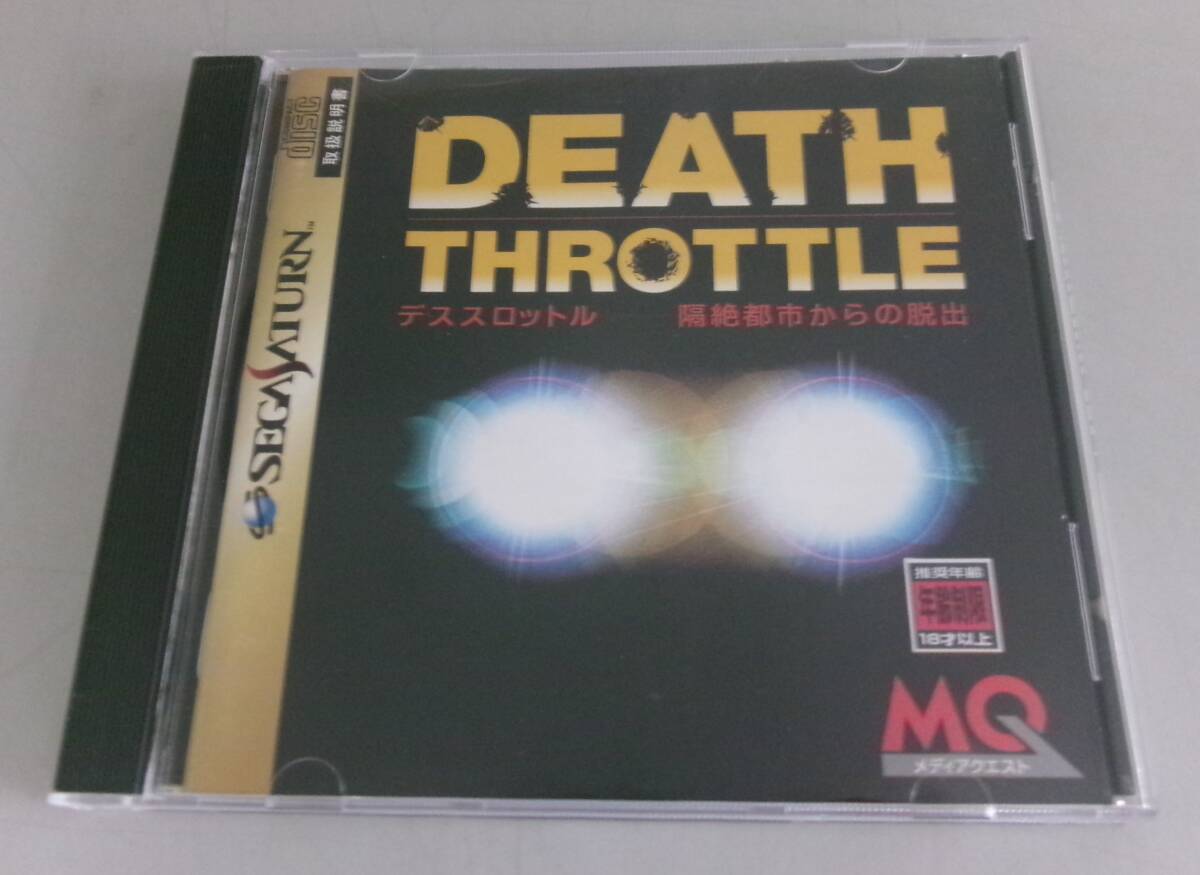 COMPACT
disc
取扱説明書
SEGA SATURN™
DEATH
THROTTLE
デススロットル 隔絶都市からの脱出
推奨年齢
年齢制限
18才以上
MQ
メディアクエスト